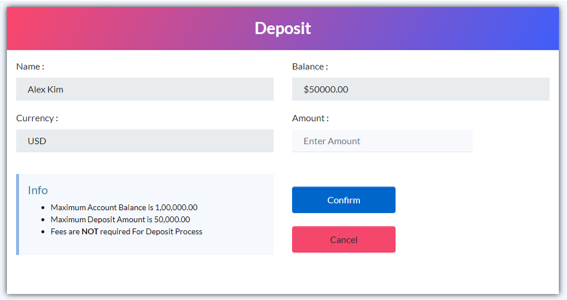 Deposit
Name :
Balance :
Alex Kim
$50000.00
Currency :
Amount :
USD
Enter Amount
Info
Maximum Account Balance is 1,00,000.00
Maximum Deposit Amount is 50,000.00
Fees are NOT required For Deposit Process
Confirm
Cancel